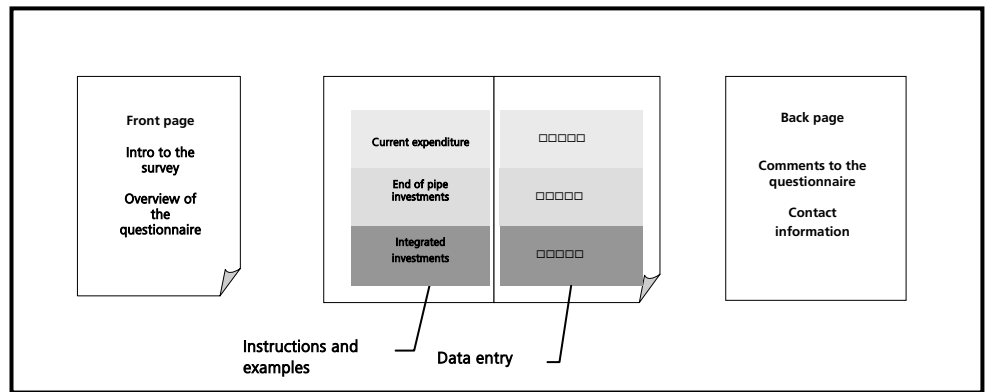 Front page
Intro to the
survey
Overview of
the
questionnaire
Current expenditure
□□□□□
End of pipe
investments
□□□□□
Integrated
investments
□□□□□
Back page
Comments to the
questionnaire
Contact
information
Instructions and
examples
Data entry